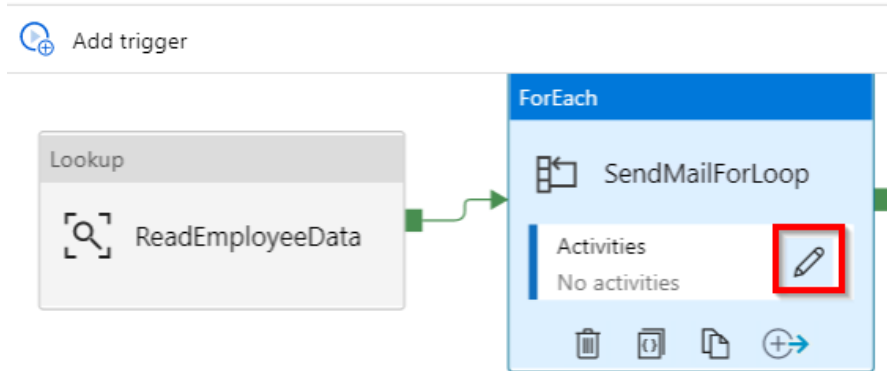 Add trigger
Lookup
ReadEmployeeData
ForEach
SendMailForLoop
Activities
No activities